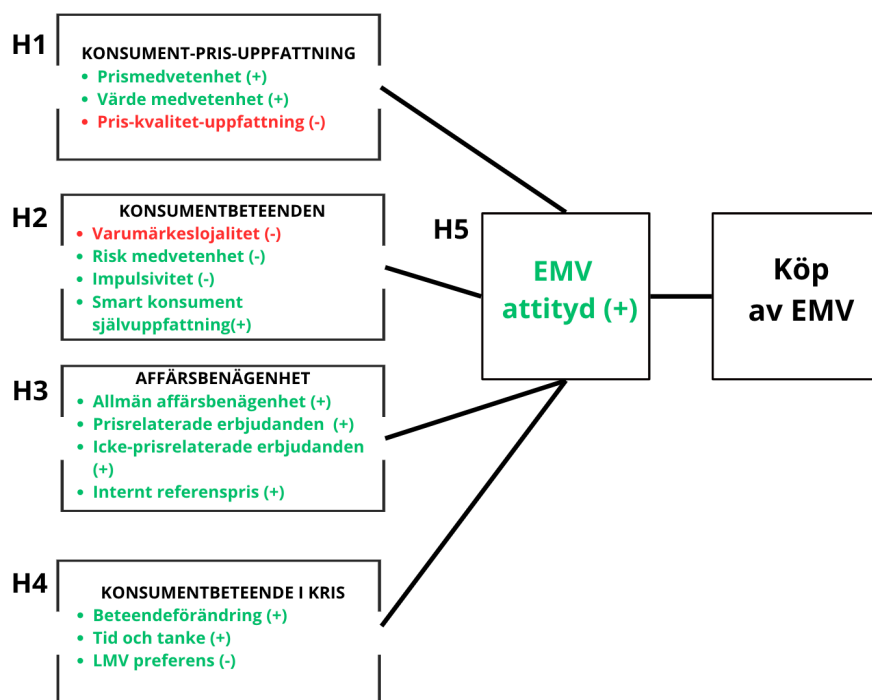 H1
KONSUMENT-PRIS-UPPFATTNING
• Prismedvetenhet (+)
• Värde medvetenhet (+)
• Pris-kvalitet-uppfattning (-)
H2
KONSUMENTBETEENDEN
• Varumärkeslojalitet (-)
• Risk medvetenhet (-)
• Impulsivitet (-)
• Smart konsument
självuppfattning(+)
H3
AFFÄRSBENÄGENHET
• Allmän affärsbenägenhet (+)
• Prisrelaterade erbjudanden (+)
• Icke-prisrelaterade erbjudanden
(+)
• Internt referenspris (+)
H4
KONSUMENTBETEENDE I KRIS
• Beteendeförändring (+)
• Tid och tanke (+)
• LMV preferens (-)
H5
EMV
attityd (+)
Köp
av EMV